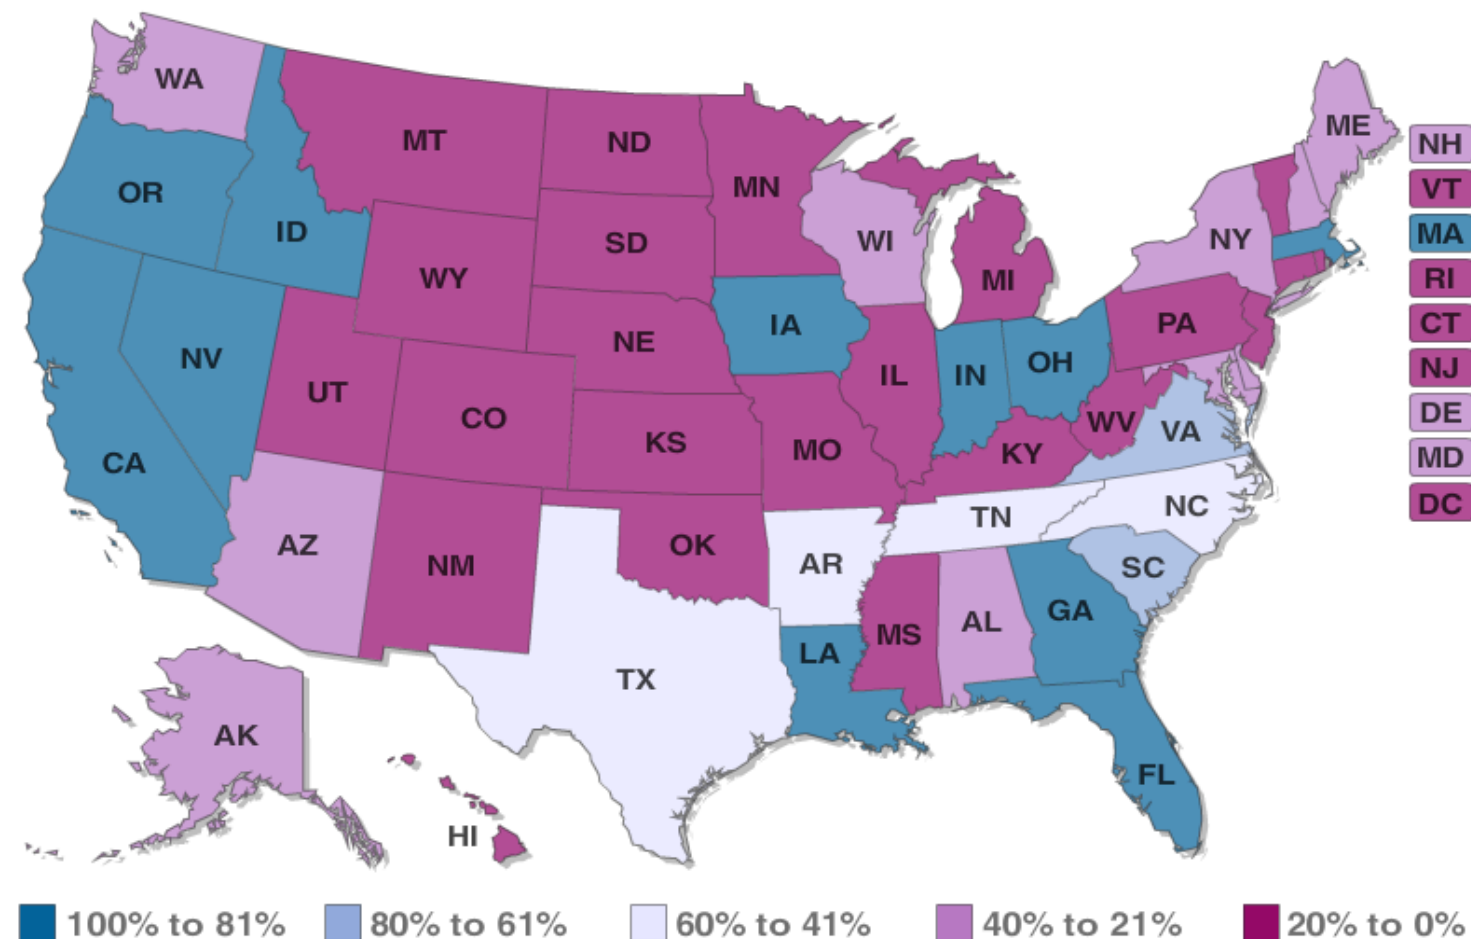 WA
MT
ND
MN
ME
NH
OR
ID
SD
WI
VT
NY
MA
WY
MI
RI
NV
NE
IA
PA
CT
UT
CO
IL
IN
OH
NJ
CA
KS
MO
KY
WV
VA
DE
MD
AZ
NM
OK
AR
TN
NC
DC
SC
TX
LA
MS
AL
GA
AK
HI
FL
100% to 81%
80% to 61%
60% to 41%
40% to 21%
20% to 0%